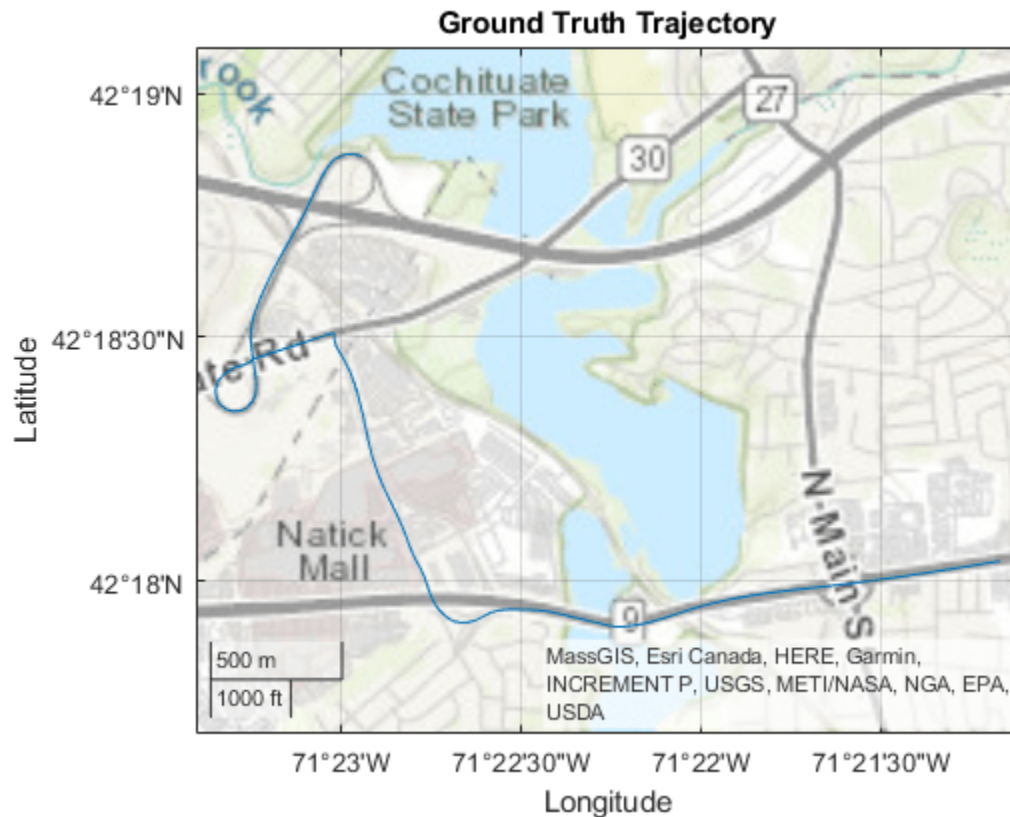 Ground Truth Trajectory
rook
Cochituate
State Park
27
30
ate Rd
Natick
Mall
N-Main-S
9
42°19'N
42°18'30"N
42°18'N
Latitude
500 m
1000 ft
MassGIS, Esri Canada, HERE, Garmin,
INCREMENT P, USGS, METI/NASA, NGA, EPA,
USDA
71°23'W
71°22'30"W
71°22'W
71°21'30"W
Longitude